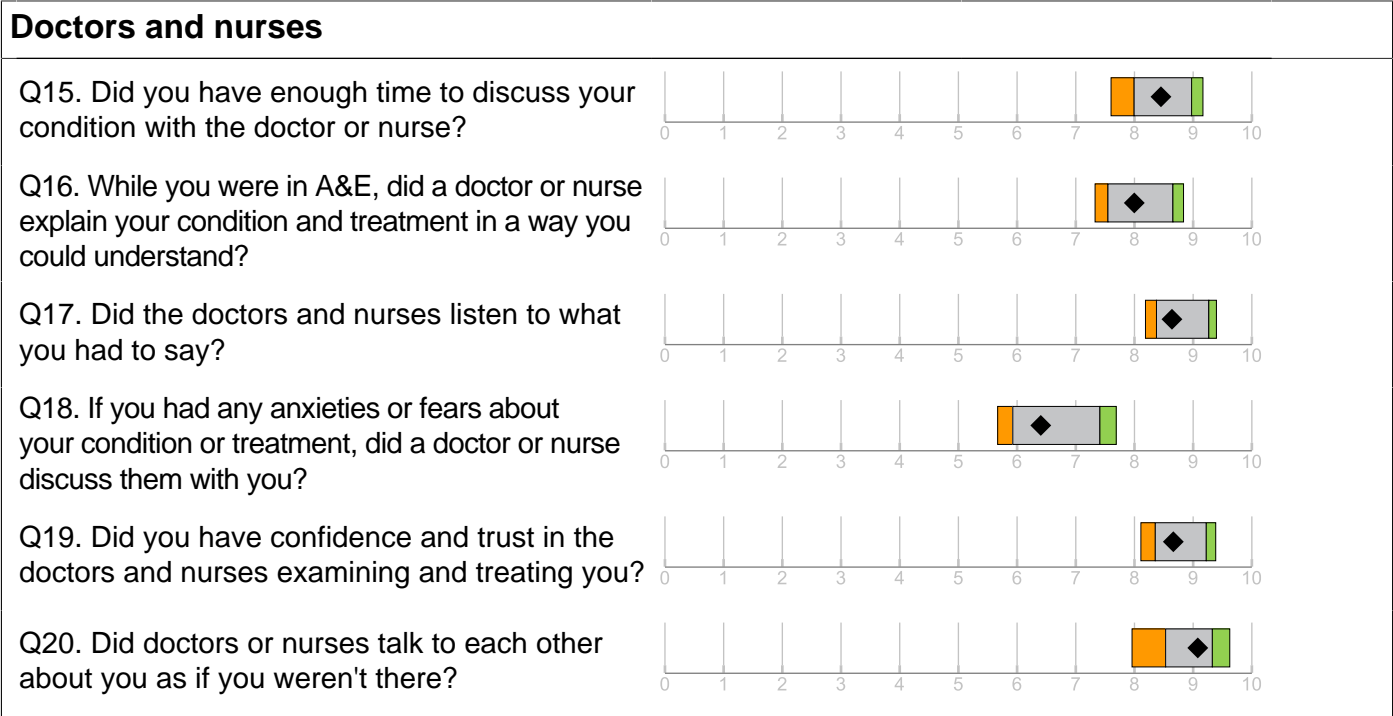 Doctors and nurses
Q15. Did you have enough time to discuss your
condition with the doctor or nurse?
0 1 2 3 4 5 6 7 8 9 10
Q16. While you were in A&E, did a doctor or nurse
explain your condition and treatment in a way you
could understand?
0 1 2 3 4 5 6 7 8 9 10
Q17. Did the doctors and nurses listen to what
you had to say?
0 1 2 3 4 5 6 7 8 9 10
Q18. If you had any anxieties or fears about
your condition or treatment, did a doctor or nurse
discuss them with you?
0 1 2 3 4 5 6 7 8 9 10
Q19. Did you have confidence and trust in the
doctors and nurses examining and treating you?
0 1 2 3 4 5 6 7 8 9 10
Q20. Did doctors or nurses talk to each other
about you as if you weren't there?
0 1 2 3 4 5 6 7 8 9 10